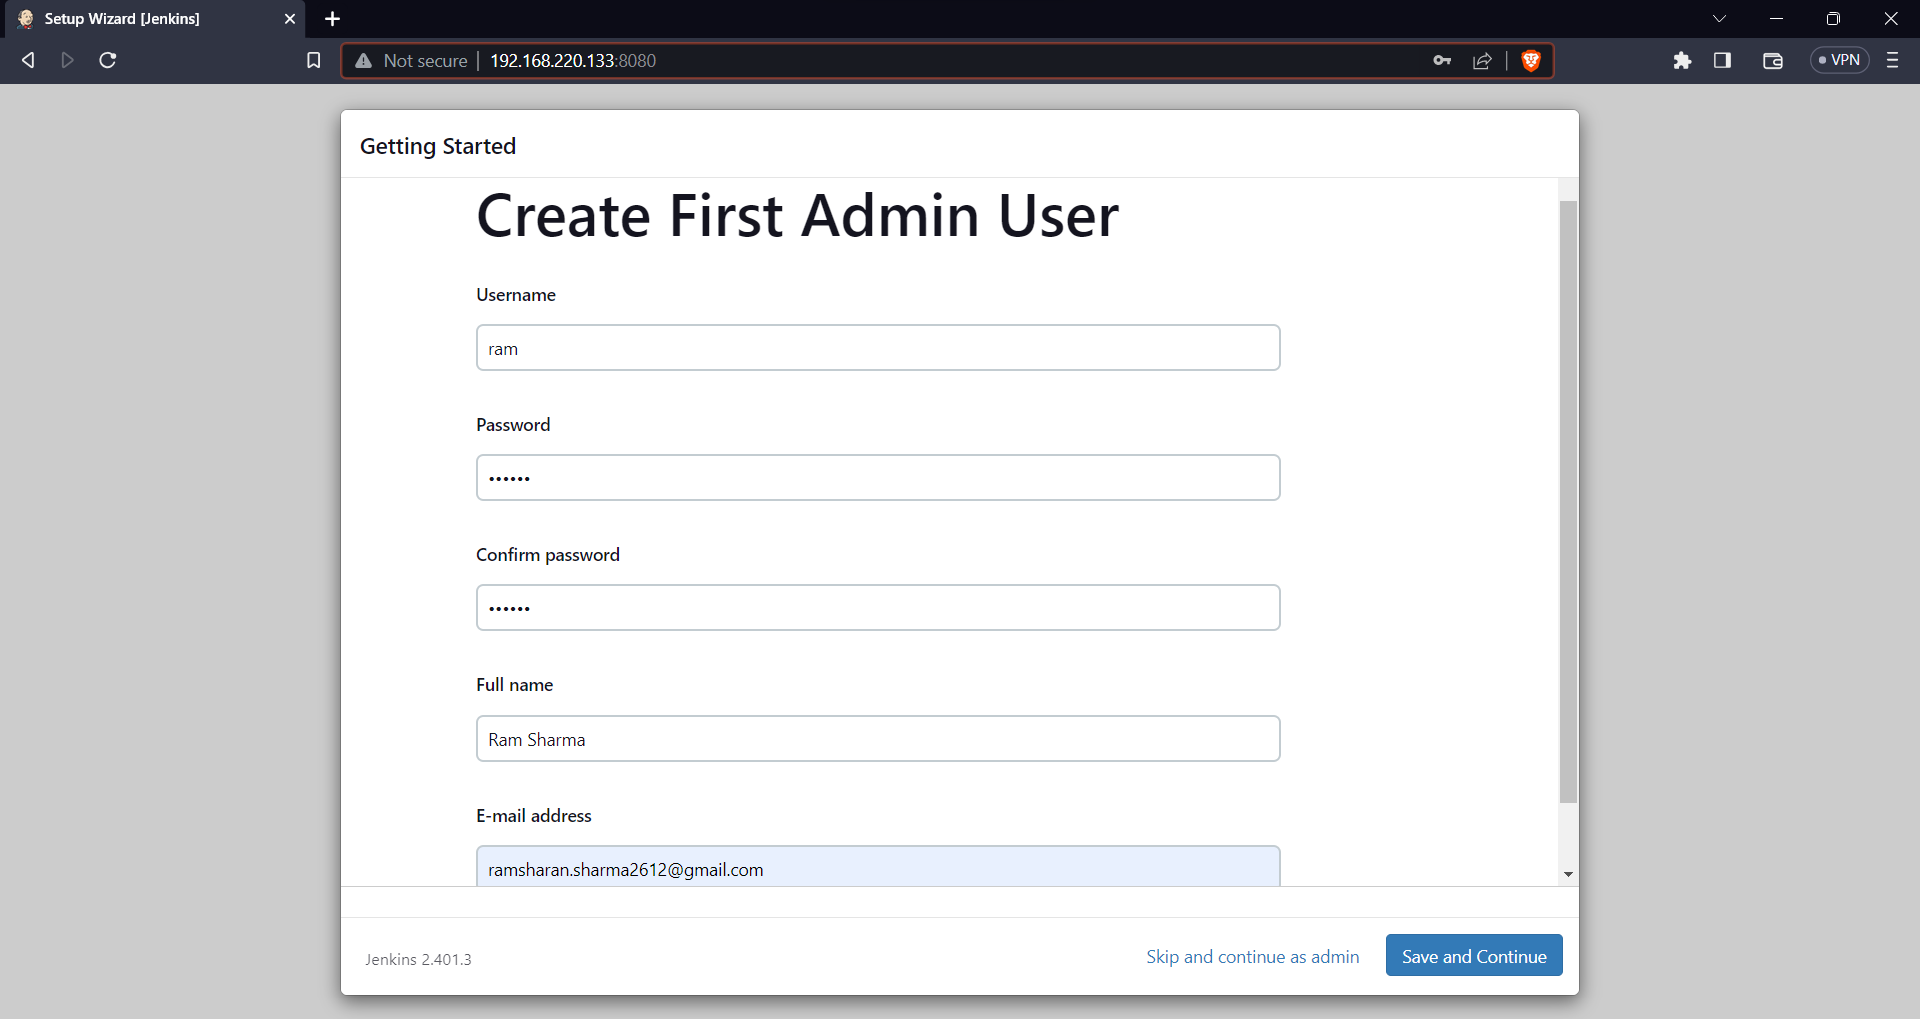 Setup Wizard [Jenkins]
Not secure 192.168.220.133:8080
VPN
Getting Started
Create First Admin User
Username
ram
Password
••••••
Confirm password
••••••
Full name
Ram Sharma
E-mail address
ramsharan.sharma2612@gmail.com
Jenkins 2.401.3
Skip and continue as admin
Save and Continue